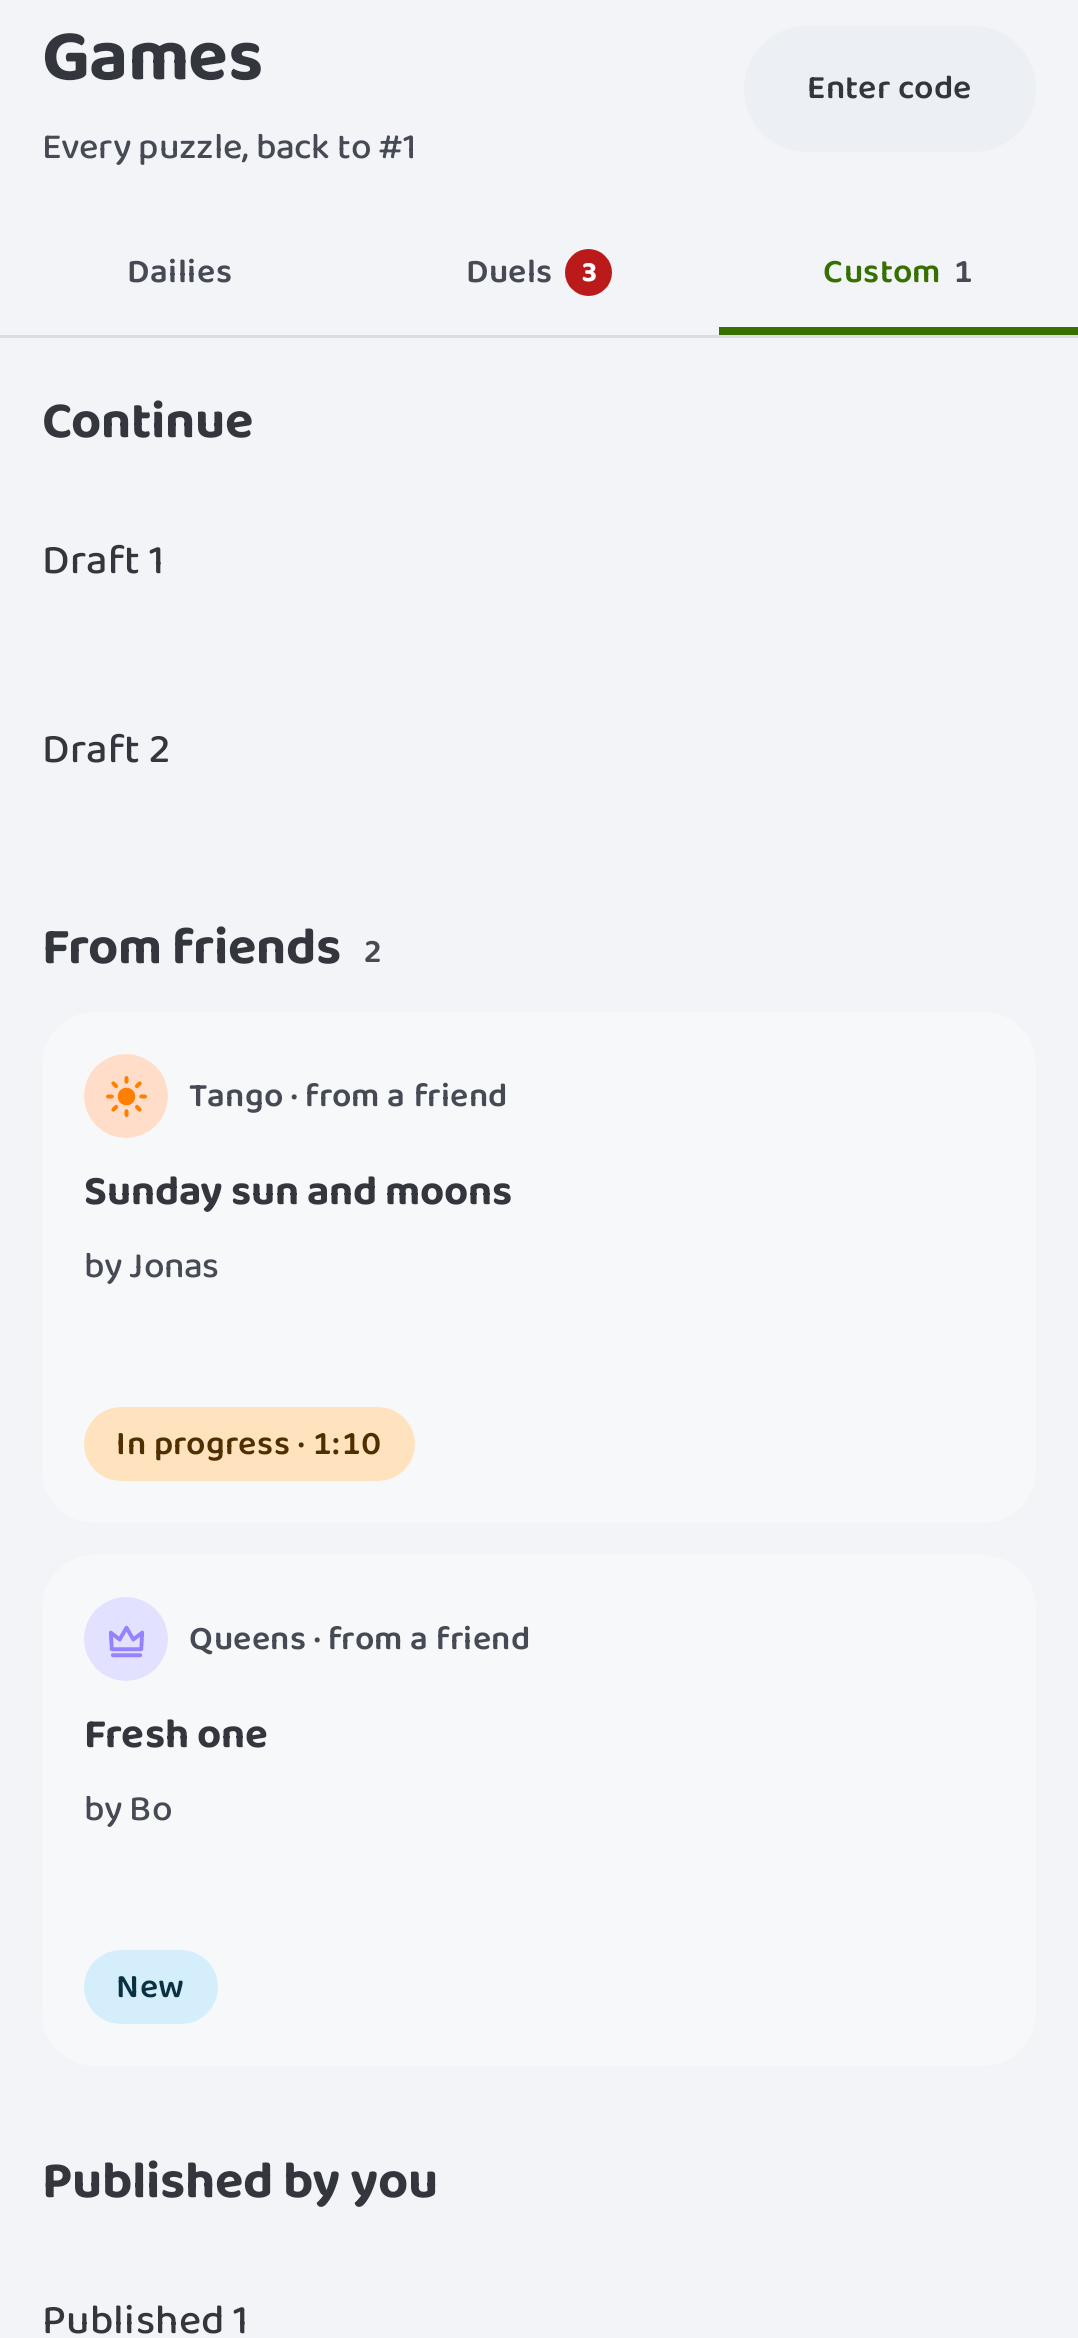 Games
Enter code
Every puzzle, back to #1
Dailies
Duels 3
Custom 1
Continue
Draft 1
Draft 2
From friends 2
Tango · from a friend
Sunday sun and moons
by Jonas
In progress · 1:10
Queens · from a friend
Fresh one
by Bo
New
Published by you
Published 1